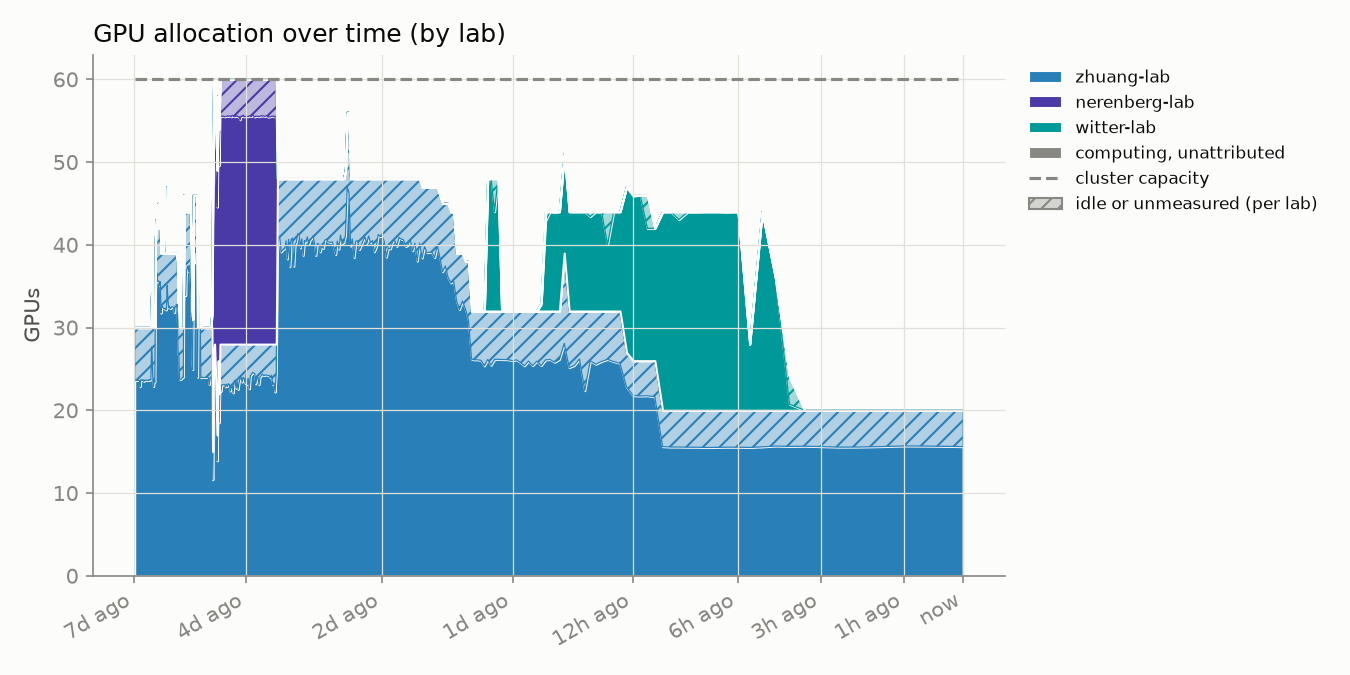 GPU allocation over time (by lab)
60
50
40
30
20
10
0
GPUs
7d ago
4d ago
2d ago
1d ago
12h ago
6h ago
3h ago
1h ago
now
zhuang-lab
nerenberg-lab
witter-lab
computing, unattributed
cluster capacity
idle or unmeasured (per lab)